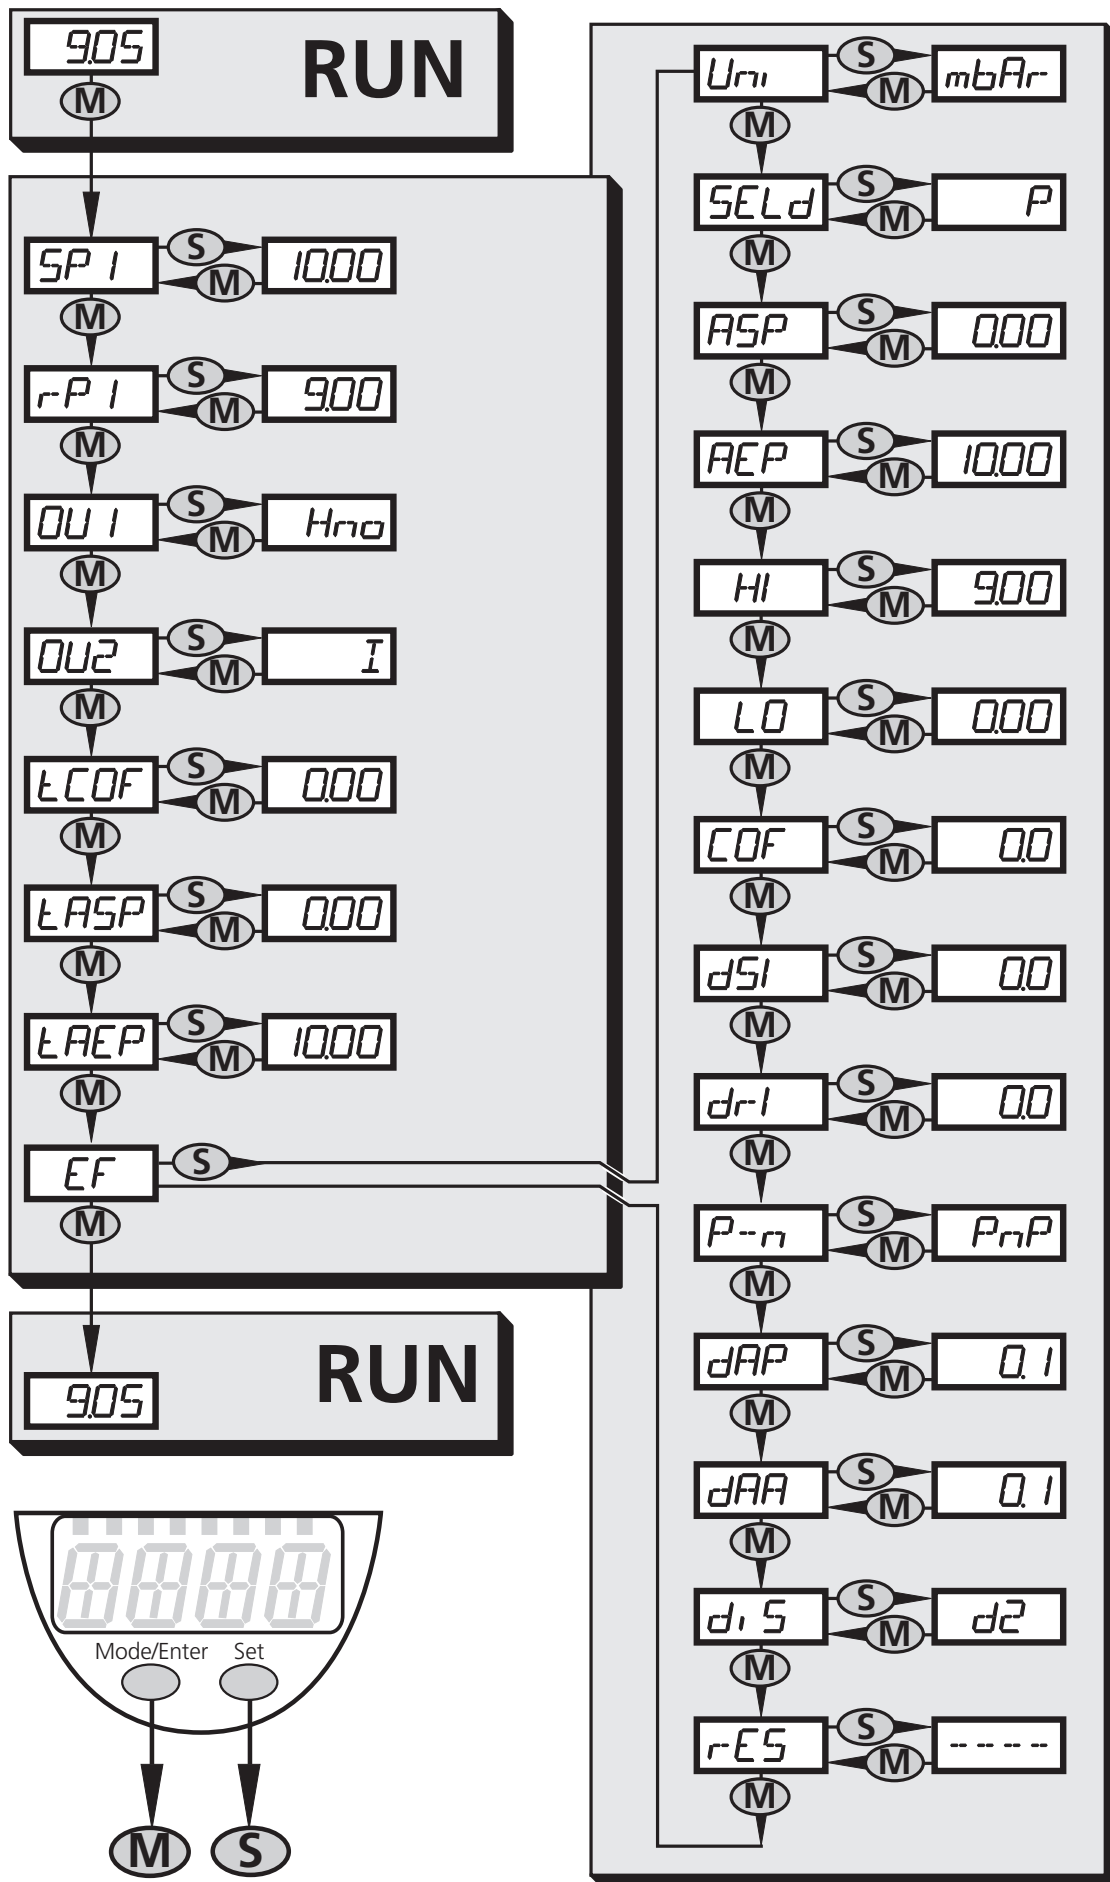 9.05
RUN
M
SP1 S 10.00
M
M
rP1 S 9.00
M
M
OU1 S Hno
M
M
OU2 S I
M
M
tCOF S 0.00
M
M
tASP S 0.00
M
M
tAEP S 10.00
M
M
EF S
M
RUN
9.05
Mode/Enter Set
M S
Uni S mbAr
M
M
SELd S P
M
M
ASP S 0.00
M
M
AEP S 10.00
M
M
HI S 9.00
M
M
LO S 0.00
M
M
COF S 0.0
M
M
dS1 S 0.0
M
M
dr1 S 0.0
M
M
P-n S PnP
M
M
dAP S 0.1
M
M
dAA S 0.1
M
M
diS S d2
M
M
rES S ----
M
M